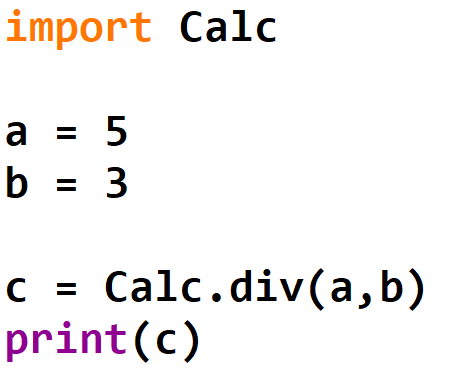 import Calc
a = 5
b = 3
c = Calc.div(a,b)
print(c)